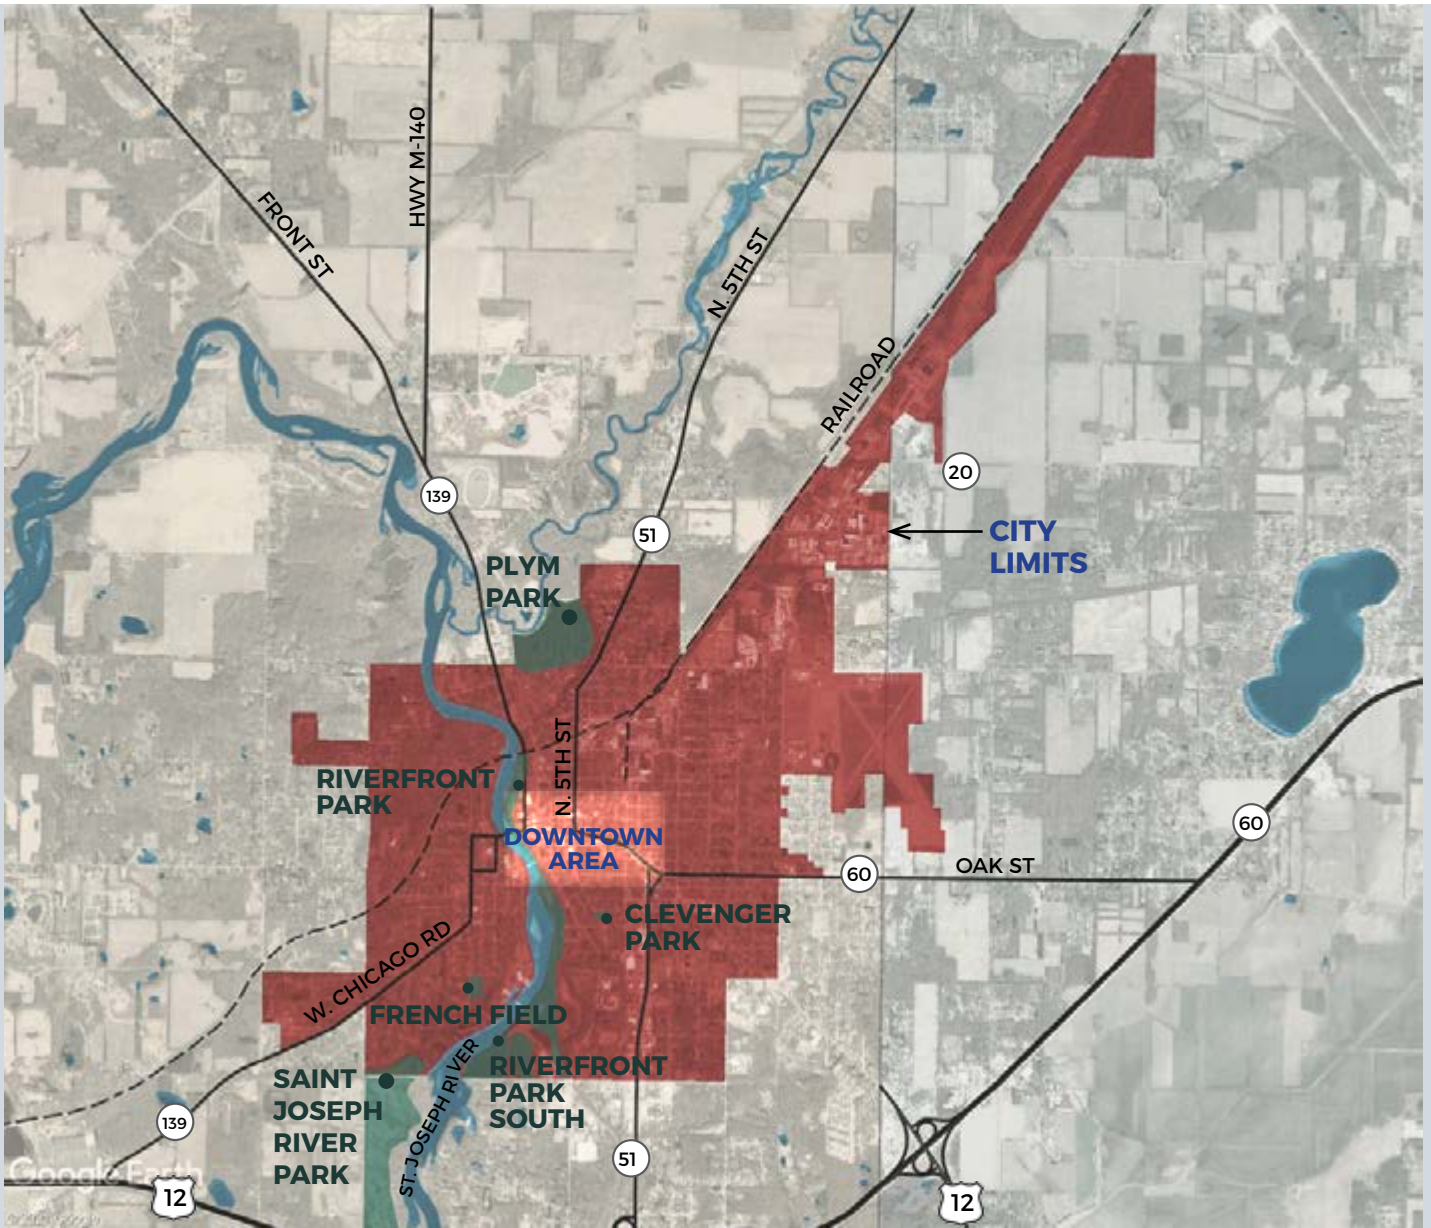 HWY M-140
FRONT ST
N. 5TH ST
RAILROAD
20
139
51
CITY
LIMITS
PLYM
PARK
N. 5TH ST
RIVERFRONT
PARK
DOWNTOWN
AREA
60
60
OAK ST
CLEVENGER
PARK
W. CHICAGO RD
FRENCH FIELD
RIVERFRONT
PARK
SOUTH
SAINT
JOSEPH
RIVER
PARK
ST. JOSEPH RIVER
139
51
Google Earth
12
12